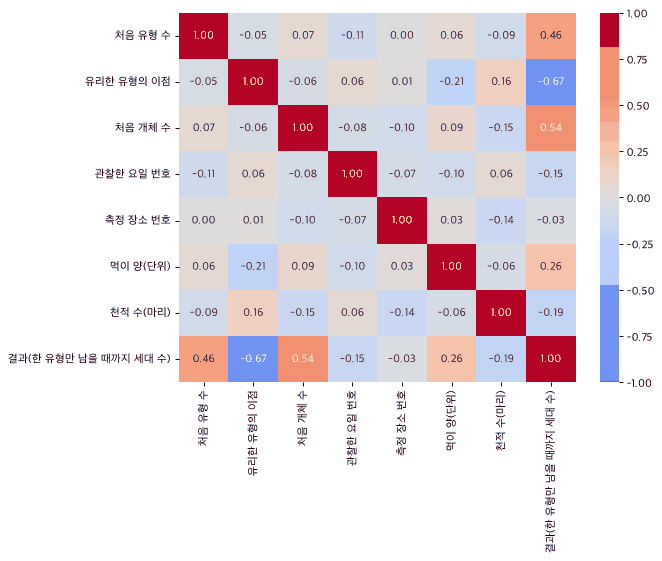 처음 유형 수 1.00 -0.05 0.07 -0.11 0.00 0.06 -0.09 0.46
유리한 유형의 이점 -0.05 1.00 -0.06 0.06 0.01 -0.21 0.16 -0.67
처음 개체 수 0.07 -0.06 1.00 -0.08 -0.10 0.09 -0.15 0.54
관찰한 요일 번호 -0.11 0.06 -0.08 1.00 -0.07 -0.10 0.06 -0.15
측정 장소 번호 0.00 0.01 -0.10 -0.07 1.00 0.03 -0.14 -0.03
먹이 양(단위) 0.06 -0.21 0.09 -0.10 0.03 1.00 -0.06 0.26
천적 수(마리) -0.09 0.16 -0.15 0.06 -0.14 -0.06 1.00 -0.19
결과(한 유형만 남을 때까지 세대 수) 0.46 -0.67 0.54 -0.15 -0.03 0.26 -0.19 1.00
처음 유형 수
유리한 유형의 이점
처음 개체 수
관찰한 요일 번호
측정 장소 번호
먹이 양(단위)
천적 수(마리)
결과(한 유형만 남을 때까지 세대 수)
1.00
0.75
0.50
0.25
0.00
-0.25
-0.50
-0.75
-1.00